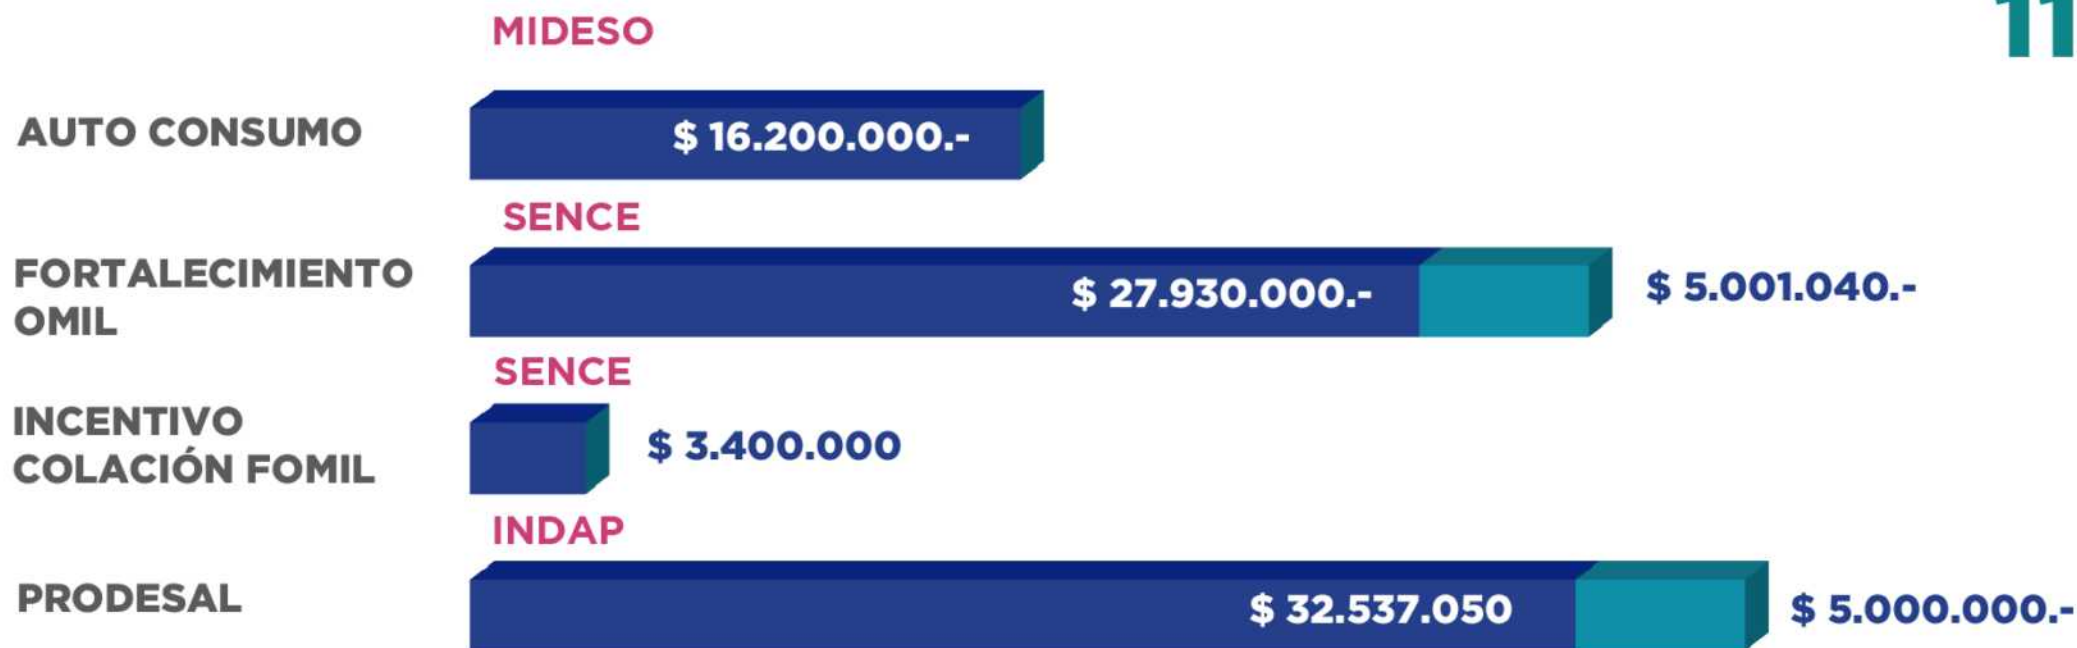 11
MIDESO
AUTO CONSUMO
$ 16.200.000.-
SENCE
FORTALECIMIENTO
OMIL
$ 27.930.000.-
$ 5.001.040.-
SENCE
INCENTIVO
COLACIÓN FOMIL
$ 3.400.000
INDAP
PRODESAL
$ 32.537.050
$ 5.000.000.-